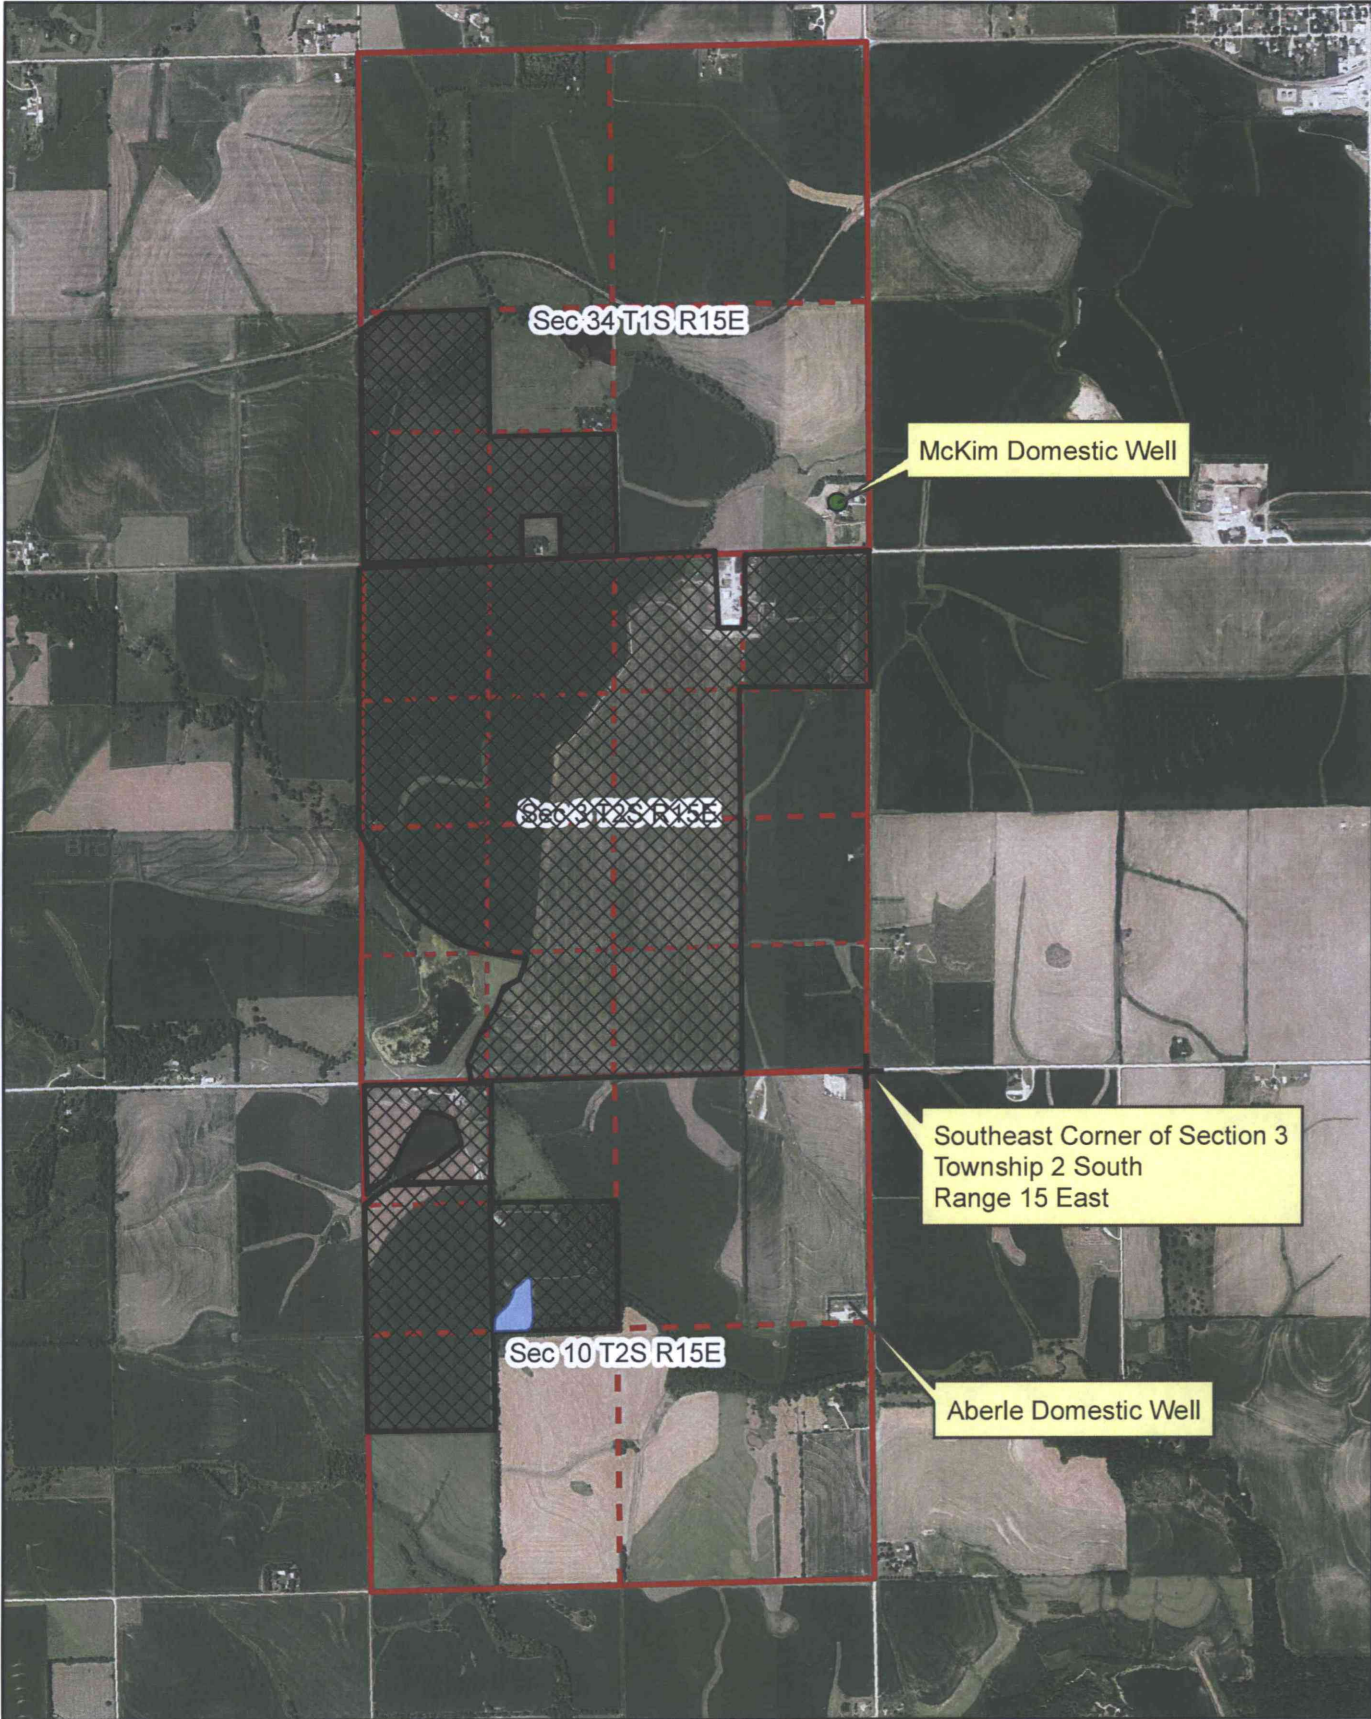 Sec 34 T1S R15E
McKim Domestic Well
Sec 3 T2S R15E
Southeast Corner of Section 3
Township 2 South
Range 15 East
Sec 10 T2S R15E
Aberle Domestic Well